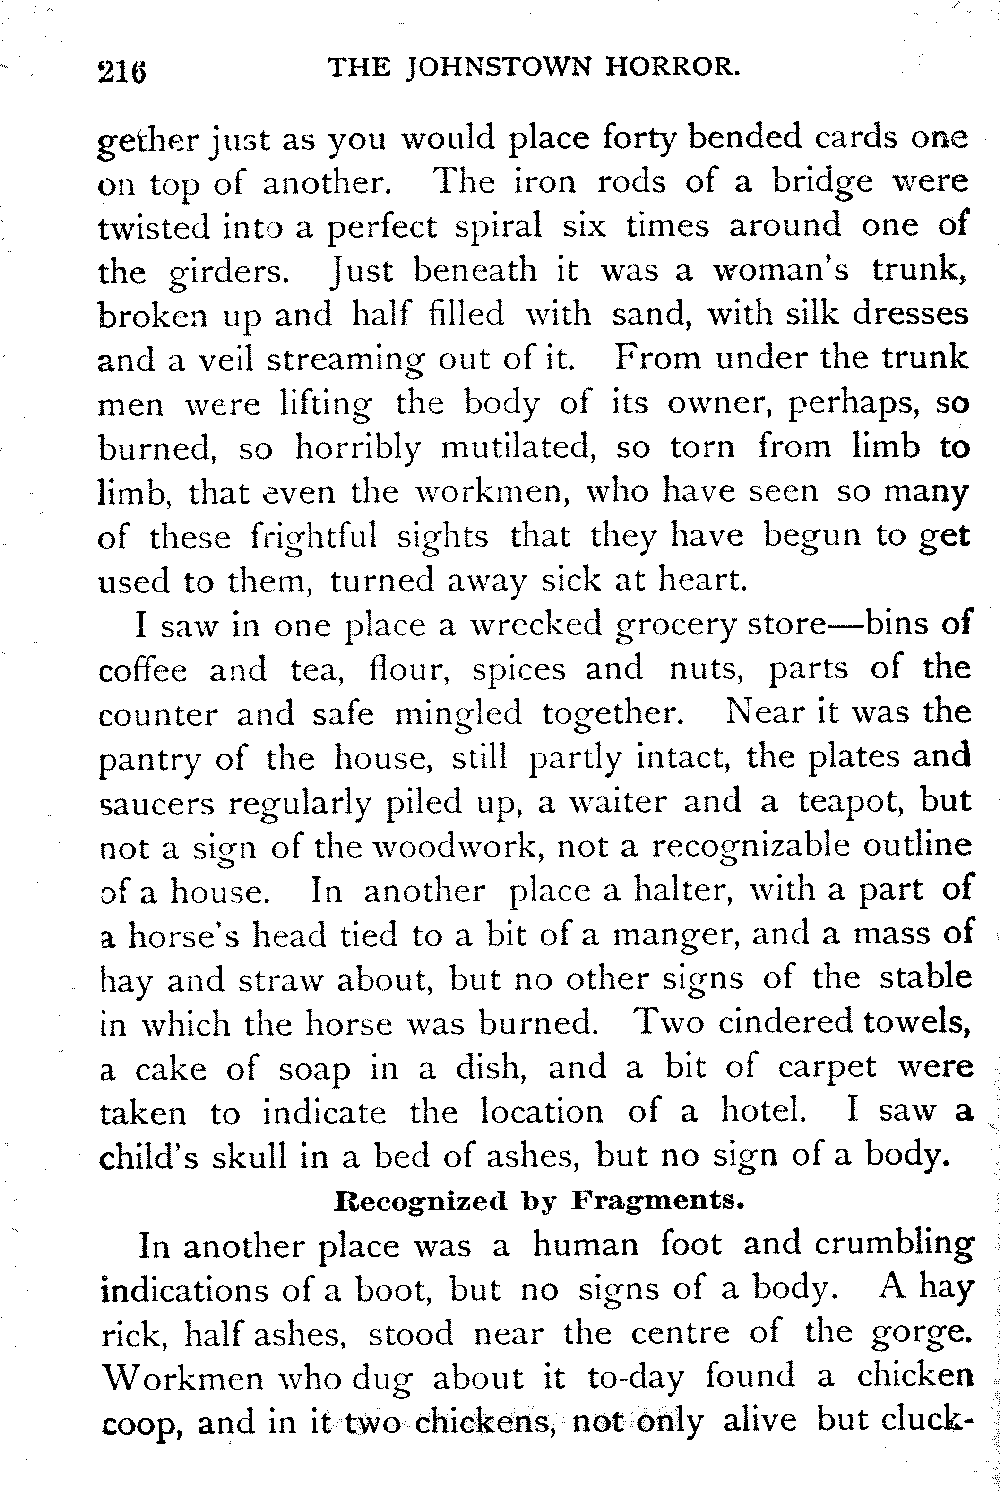 216 THE JOHNSTOWN HORROR.
gether just as you would place forty bended cards one
on top of another. The iron rods of a bridge were
twisted into a perfect spiral six times around one of
the girders. Just beneath it was a woman's trunk,
broken up and half filled with sand, with silk dresses
and a veil streaming out of it. From under the trunk
men were lifting the body of its owner, perhaps, so
burned, so horribly mutilated, so torn from limb to
limb, that even the workmen, who have seen so many
of these frightful sights that they have begun to get
used to them, turned away sick at heart.
I saw in one place a wrecked grocery store—bins of
coffee and tea, flour, spices and nuts, parts of the
counter and safe mingled together. Near it was the
pantry of the house, still partly intact, the plates and
saucers regularly piled up, a waiter and a teapot, but
not a sign of the woodwork, not a recognizable outline
of a house. In another place a halter, with a part of
a horse's head tied to a bit of a manger, and a mass of
hay and straw about, but no other signs of the stable
in which the horse was burned. Two cindered towels,
a cake of soap in a dish, and a bit of carpet were
taken to indicate the location of a hotel. I saw a
child's skull in a bed of ashes, but no sign of a body.
Recognized by Fragments.
In another place was a human foot and crumbling
indications of a boot, but no signs of a body. A hay
rick, half ashes, stood near the centre of the gorge.
Workmen who dug about it to-day found a chicken
coop, and in it two chickens, not only alive but cluck-